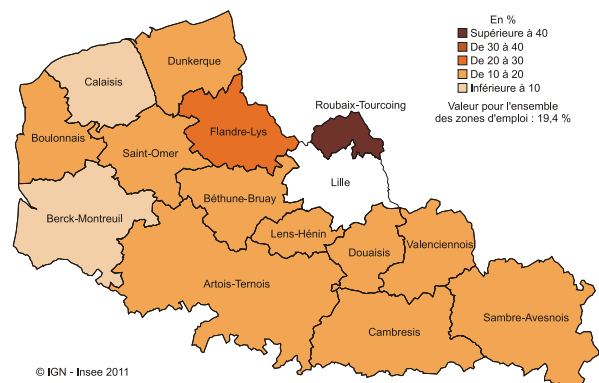 En %
Supérieure à 40
De 30 à 40
De 20 à 30
De 10 à 20
Inférieure à 10
Valeur pour l'ensemble
des zones d'emploi : 19,4 %
Dunkerque
Calaisis
Roubaix-Tourcoing
Flandre-Lys
Boulonnais
Saint-Omer
Lille
Béthune-Bruay
Berck-Montreuil
Lens-Hénin
Valenciennois
Douaisis
Artois-Ternois
Sambre-Avesnois
Cambresis
© IGN - Insee 2011